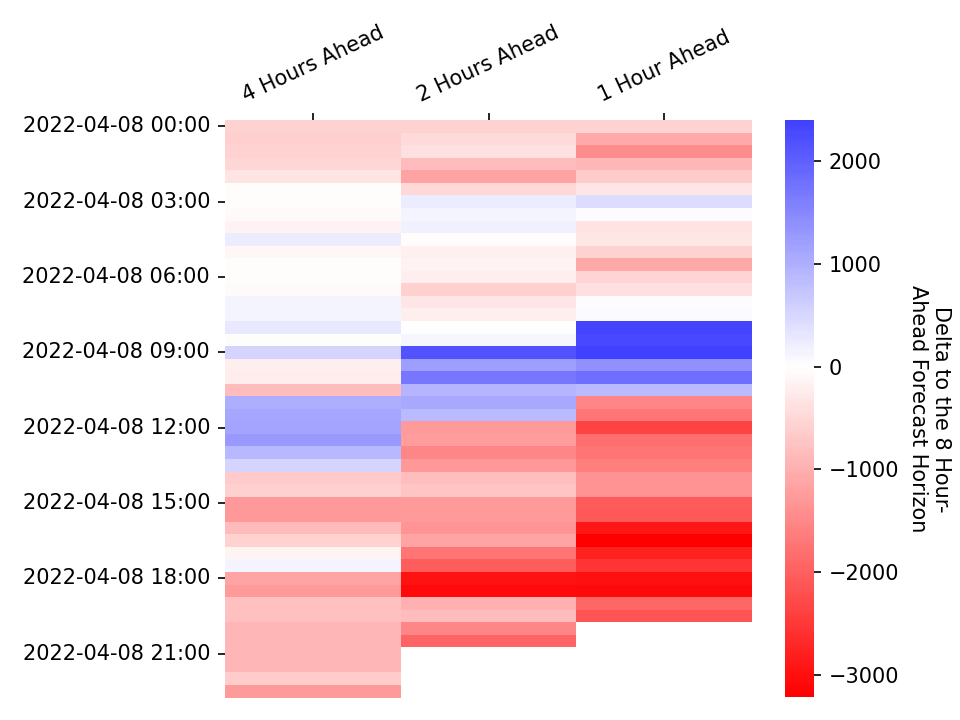 4 Hours Ahead
2 Hours Ahead
1 Hour Ahead
2022-04-08 00:00
2022-04-08 03:00
2022-04-08 06:00
2022-04-08 09:00
2022-04-08 12:00
2022-04-08 15:00
2022-04-08 18:00
2022-04-08 21:00
2000
1000
0
−1000
−2000
−3000
Delta to the 8 Hour-
Ahead Forecast Horizon